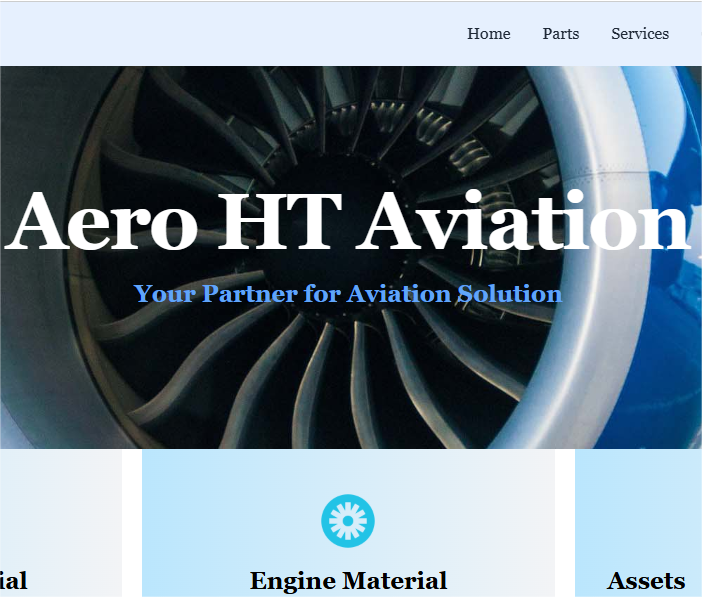 Home Parts Services
Aero HT Aviation
Your Partner for Aviation Solution
ial Engine Material Assets